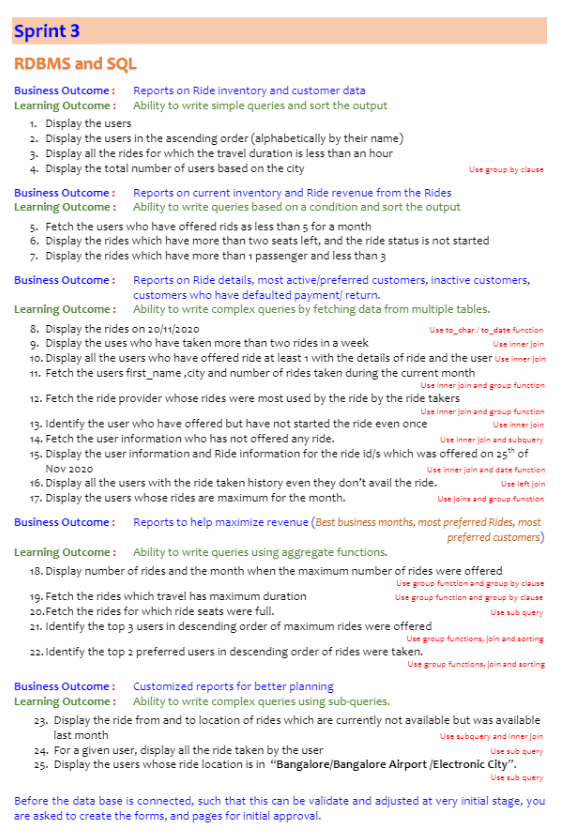 Sprint 3
RDBMS and SQL
Business Outcome : Reports on Ride inventory and customer data
Learning Outcome : Ability to write simple queries and sort the output
1. Display the users
2. Display the users in the ascending order (alphabetically by their name)
3. Display all the rides for which the travel duration is less than an hour
4. Display the total number of users based on the city Use group by clause
Business Outcome : Reports on current inventory and Ride revenue from the Rides
Learning Outcome : Ability to write queries based on a condition and sort the output
5. Fetch the users who have offered rids as less than 5 for a month
6. Display the rides which have more than two seats left, and the ride status is not started
7. Display the rides which have more than 1 passenger and less than 3
Business Outcome : Reports on Ride details, most active/preferred customers, inactive customers,
customers who have defaulted payment/ return.
Learning Outcome : Ability to write complex queries by fetching data from multiple tables.
8. Display the rides on 20/11/2020 Use to_char / to_date function
9. Display the uses who have taken more than two rides in a week Use inner join
10. Display all the users who have offered ride at least 1 with the details of ride and the user Use inner join
11. Fetch the users first_name ,city and number of rides taken during the current month
Use inner join and group function
12. Fetch the ride provider whose rides were most used by the ride by the ride takers
Use inner join and group function
13. Identify the user who have offered but have not started the ride even once Use inner join
14. Fetch the user information who has not offered any ride. Use inner join and subquery
15. Display the user information and Ride information for the ride id/s which was offered on 25th of
Nov 2020 Use inner join and date function
16. Display all the users with the ride taken history even they don't avail the ride. Use left join
17. Display the users whose rides are maximum for the month. Use joins and group function
Business Outcome : Reports to help maximize revenue (Best business months, most preferred Rides, most
preferred customers)
Learning Outcome : Ability to write queries using aggregate functions.
18. Display number of rides and the month when the maximum number of rides were offered
Use group function and group by clause
19. Fetch the rides which travel has maximum duration Use group function and group by clause
20. Fetch the rides for which ride seats were full. Use sub query
21. Identify the top 3 users in descending order of maximum rides were offered
Use group functions, join and sorting
22. Identify the top 2 preferred users in descending order of rides were taken.
Use group functions, join and sorting
Business Outcome : Customized reports for better planning
Learning Outcome : Ability to write complex queries using sub-queries.
23. Display the ride from and to location of rides which are currently not available but was available
last month Use subquery and inner join
24. For a given user, display all the ride taken by the user Use sub query
25. Display the users whose ride location is in “Bangalore/Bangalore Airport /Electronic City”.
Use sub query
Before the data base is connected, such that this can be validate and adjusted at very initial stage, you
are asked to create the forms, and pages for initial approval.